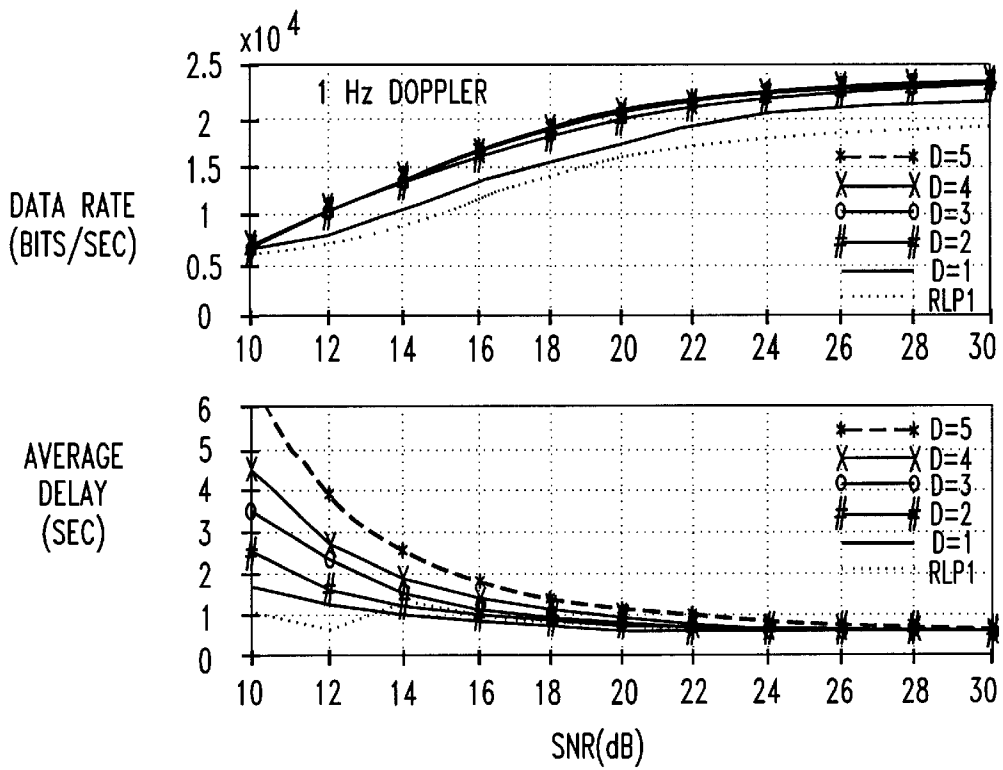 x10^4
2.5
2
1.5
1
0.5
0
1 Hz DOPPLER
DATA RATE
(BITS/SEC)
D=5
D=4
D=3
D=2
D=1
RLP1
10 12 14 16 18 20 22 24 26 28 30
6
5
4
3
2
1
0
AVERAGE
DELAY
(SEC)
D=5
D=4
D=3
D=2
D=1
RLP1
10 12 14 16 18 20 22 24 26 28 30
SNR(dB)